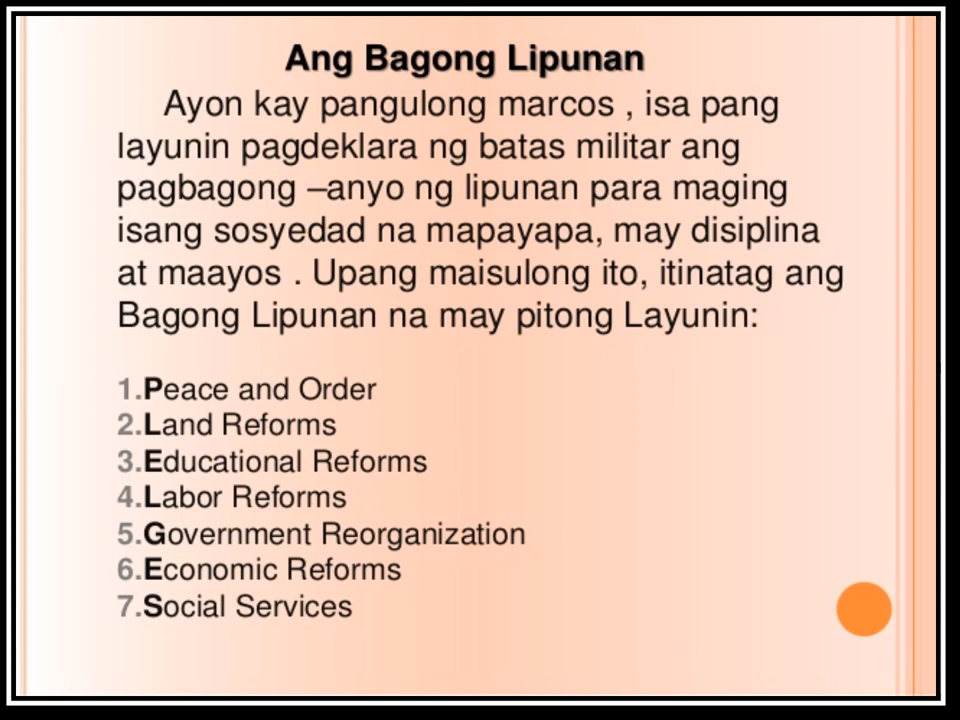 Ang Bagong Lipunan
Ayon kay pangulong marcos , isa pang
layunin pagdeklara ng batas militar ang
pagbagong –anyo ng lipunan para maging
isang sosyedad na mapayapa, may disiplina
at maayos . Upang maisulong ito, itinatag ang
Bagong Lipunan na may pitong Layunin:
1.Peace and Order
2.Land Reforms
3.Educational Reforms
4.Labor Reforms
5.Government Reorganization
6.Economic Reforms
7.Social Services